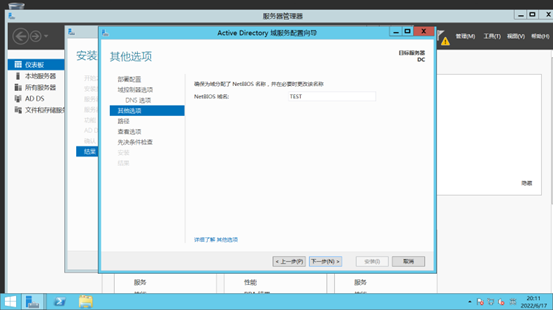 服务器管理器
管理(M) 工具(T) 视图(V) 帮助(H)
仪表板
本地服务器
所有服务器
AD DS
文件和存储服务
安装
结果
Active Directory 域服务配置向导
其他选项
目标服务器
DC
部署配置
域控制器选项
DNS 选项
其他选项
路径
查看选项
先决条件检查
安装
结果
确保为域分配了 NetBIOS 名称，并在必要时更改该名称
NetBIOS 域名:
TEST
详细了解 其他选项
< 上一步(P)
下一步(N) >
安装(I)
取消
隐藏
服务
性能
服务
20:11
2022/6/17